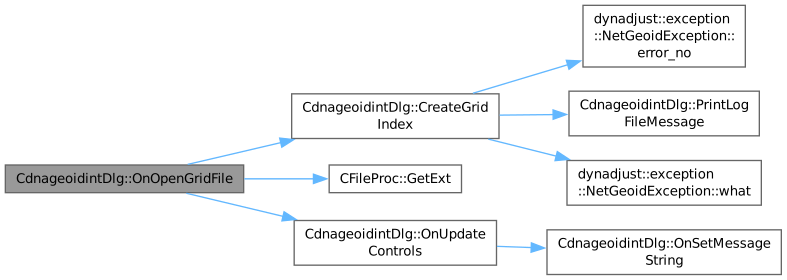 CdnageoidintDlg::OnOpenGridFile
CdnageoidintDlg::CreateGrid
Index
CFileProc::GetExt
CdnageoidintDlg::OnUpdate
Controls
dynadjust::exception
::NetGeoidException::
error_no
CdnageoidintDlg::PrintLog
FileMessage
dynadjust::exception
::NetGeoidException::what
CdnageoidintDlg::OnSetMessage
String